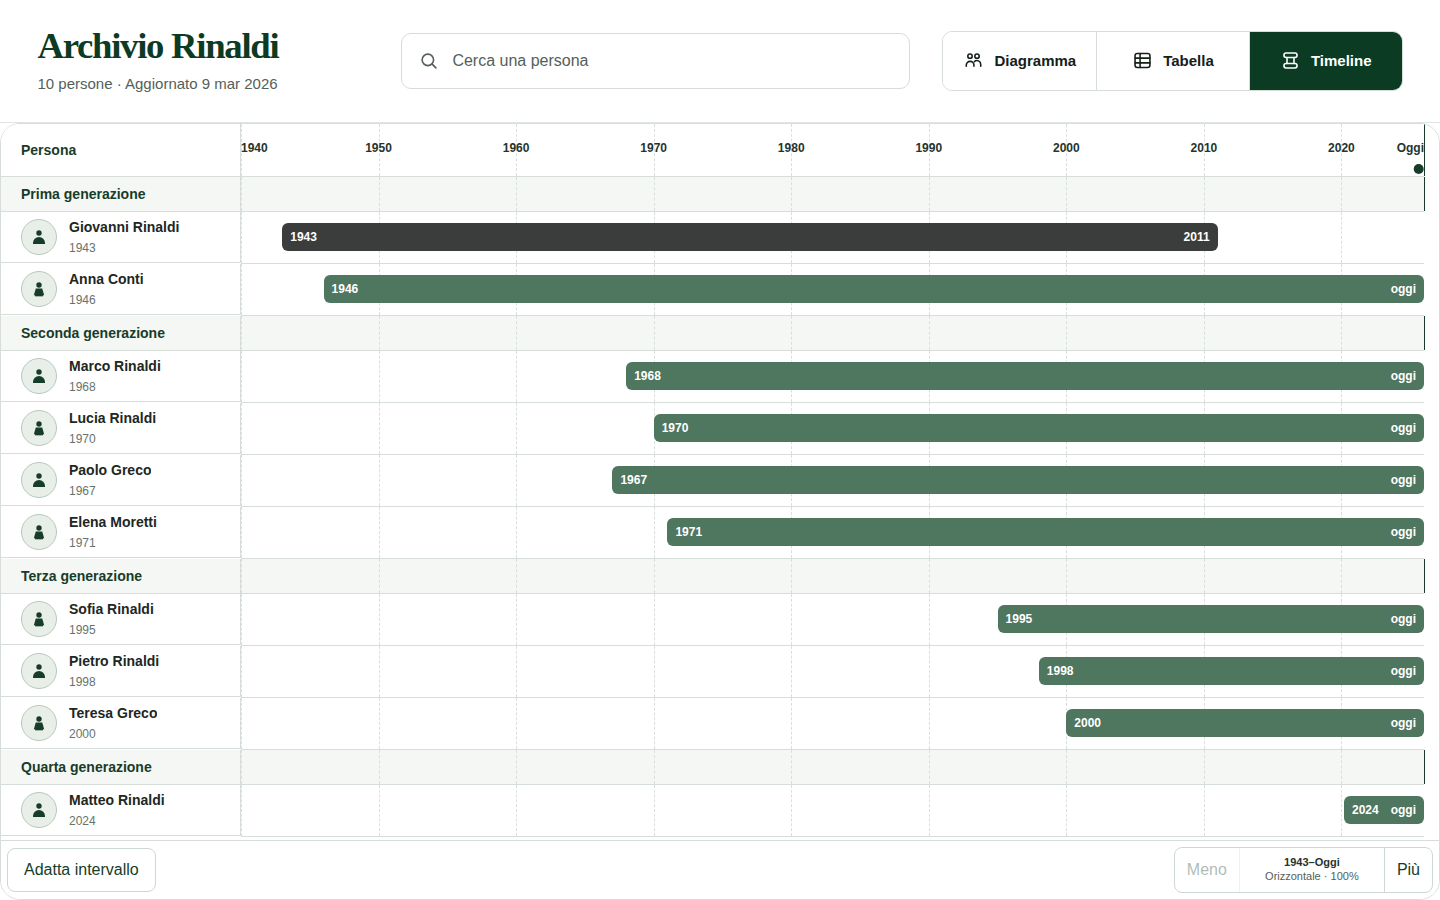 Archivio Rinaldi
10 persone · Aggiornato 9 mar 2026
Cerca una persona
Diagramma
Tabella
Timeline
Persona
1940 1950 1960 1970 1980 1990 2000 2010 2020 Oggi
Prima generazione
Giovanni Rinaldi
1943
1943 2011
Anna Conti
1946
1946 oggi
Seconda generazione
Marco Rinaldi
1968
1968 oggi
Lucia Rinaldi
1970
1970 oggi
Paolo Greco
1967
1967 oggi
Elena Moretti
1971
1971 oggi
Terza generazione
Sofia Rinaldi
1995
1995 oggi
Pietro Rinaldi
1998
1998 oggi
Teresa Greco
2000
2000 oggi
Quarta generazione
Matteo Rinaldi
2024
2024 oggi
Adatta intervallo
Meno
1943–Oggi
Orizzontale · 100%
Più